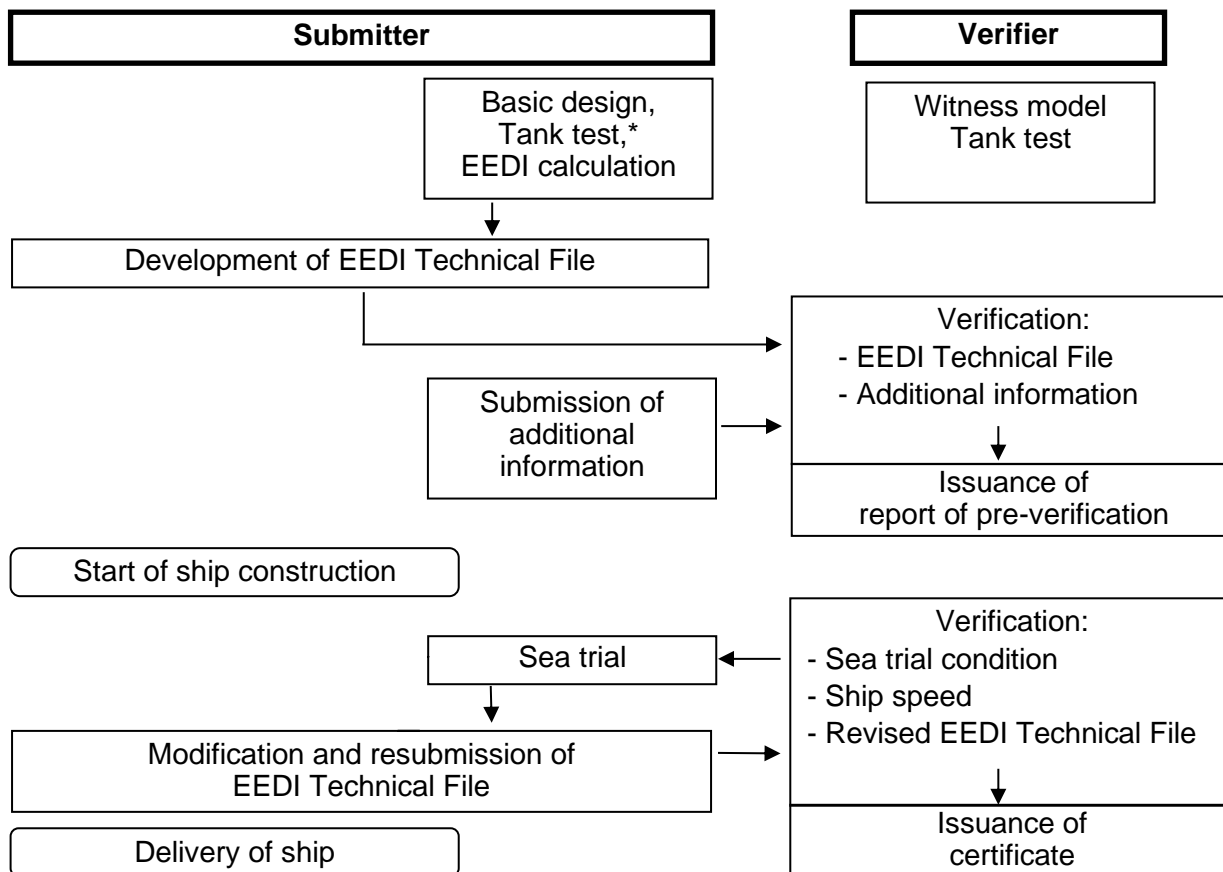 Submitter
Verifier
Basic design,
Tank test,*
EEDI calculation
Witness model
Tank test
Development of EEDI Technical File
Verification:
- EEDI Technical File
- Additional information
Submission of
additional
information
Issuance of
report of pre-verification
Start of ship construction
Verification:
- Sea trial condition
- Ship speed
- Revised EEDI Technical File
Sea trial
Modification and resubmission of
EEDI Technical File
Issuance of
certificate
Delivery of ship